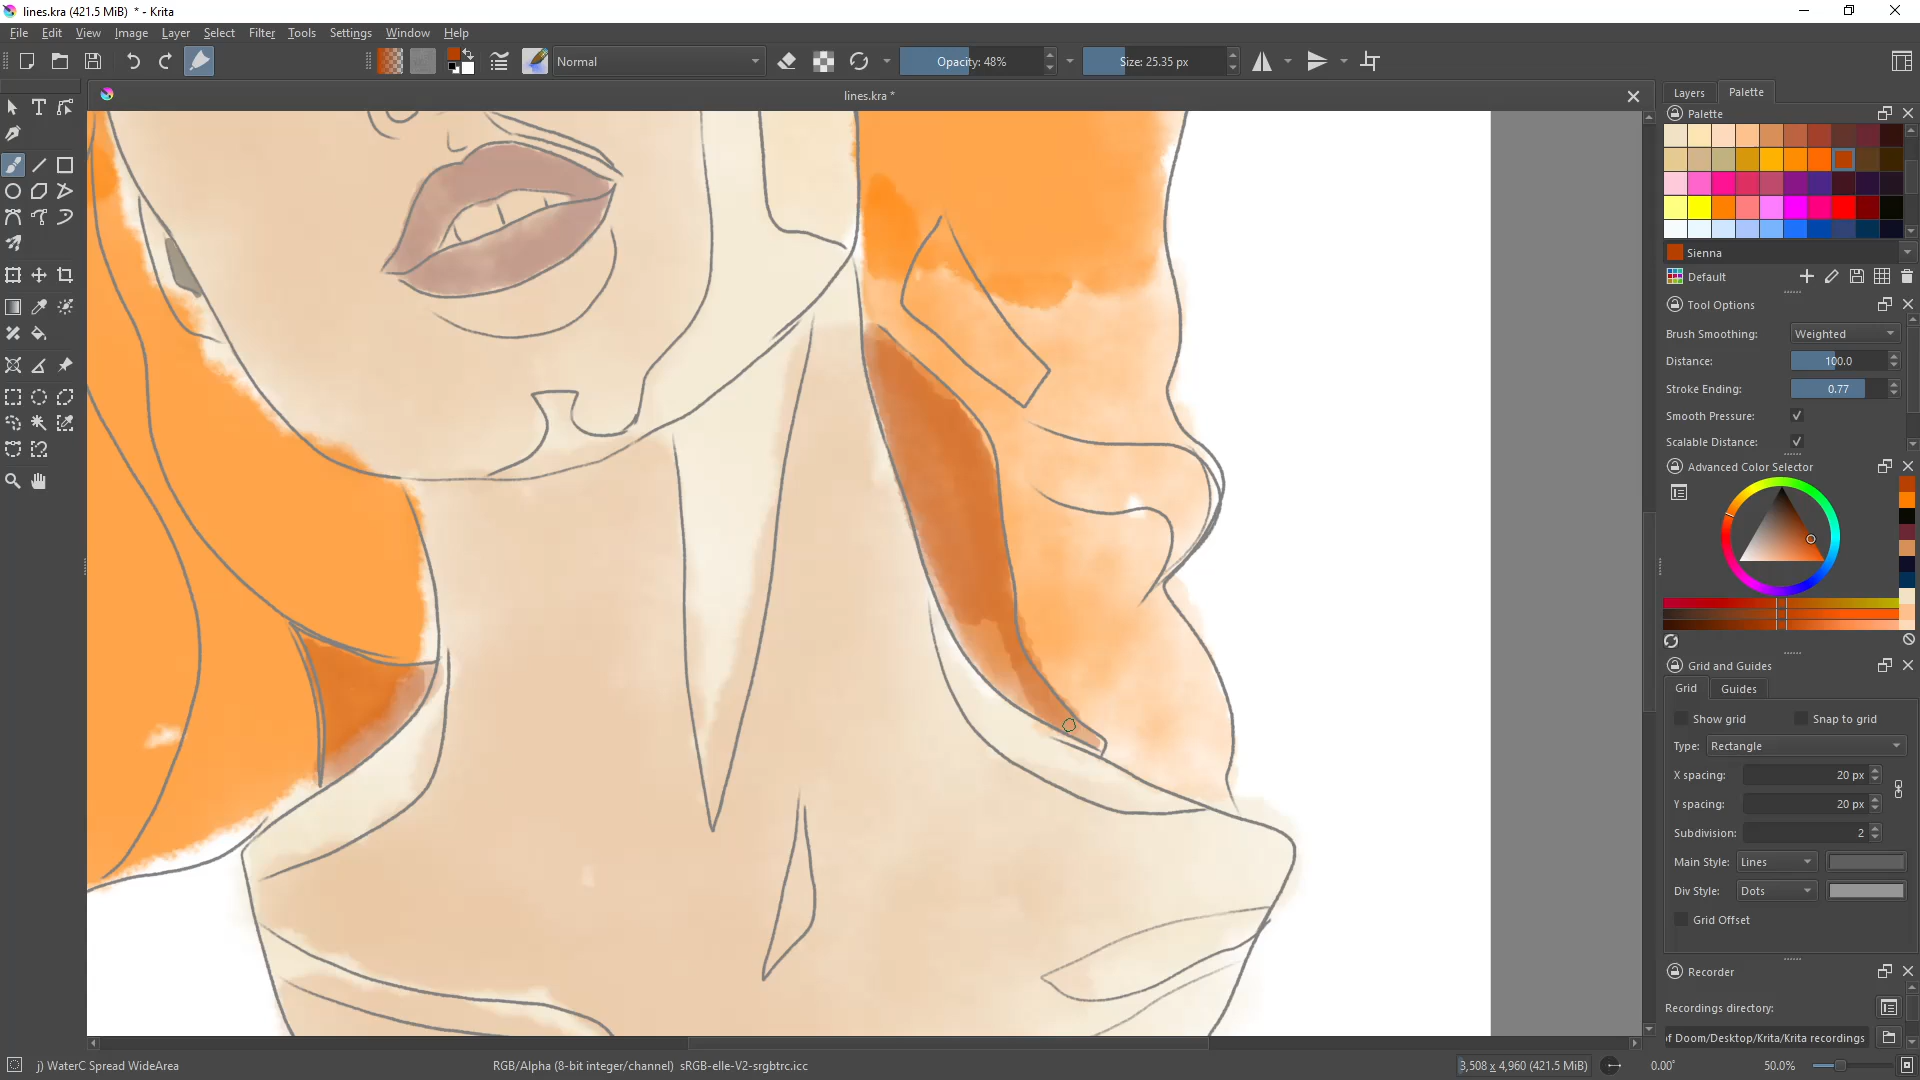 lines.kra (421.5 MiB) * - Krita
File Edit View Image Layer Select Filter Tools Settings Window Help
Normal Opacity: 48% Size: 25.35 px
lines.kra *
Layers Palette
Palette
Sienna
Default
Tool Options
Brush Smoothing: Weighted
Distance: 100.0
Stroke Ending: 0.77
Smooth Pressure:
Scalable Distance:
Advanced Color Selector
Grid and Guides
Grid Guides
Show grid Snap to grid
Type: Rectangle
X spacing: 20 px
Y spacing: 20 px
Subdivision: 2
Main Style: Lines
Div Style: Dots
Grid Offset
Recorder
Recordings directory:
of Doom/Desktop/Krita/Krita recordings
j) WaterC Spread WideArea RGB/Alpha (8-bit integer/channel) sRGB-elle-V2-srgbtrc.icc 3,508 x 4,960 (421.5 MiB) 0.00° 50.0%